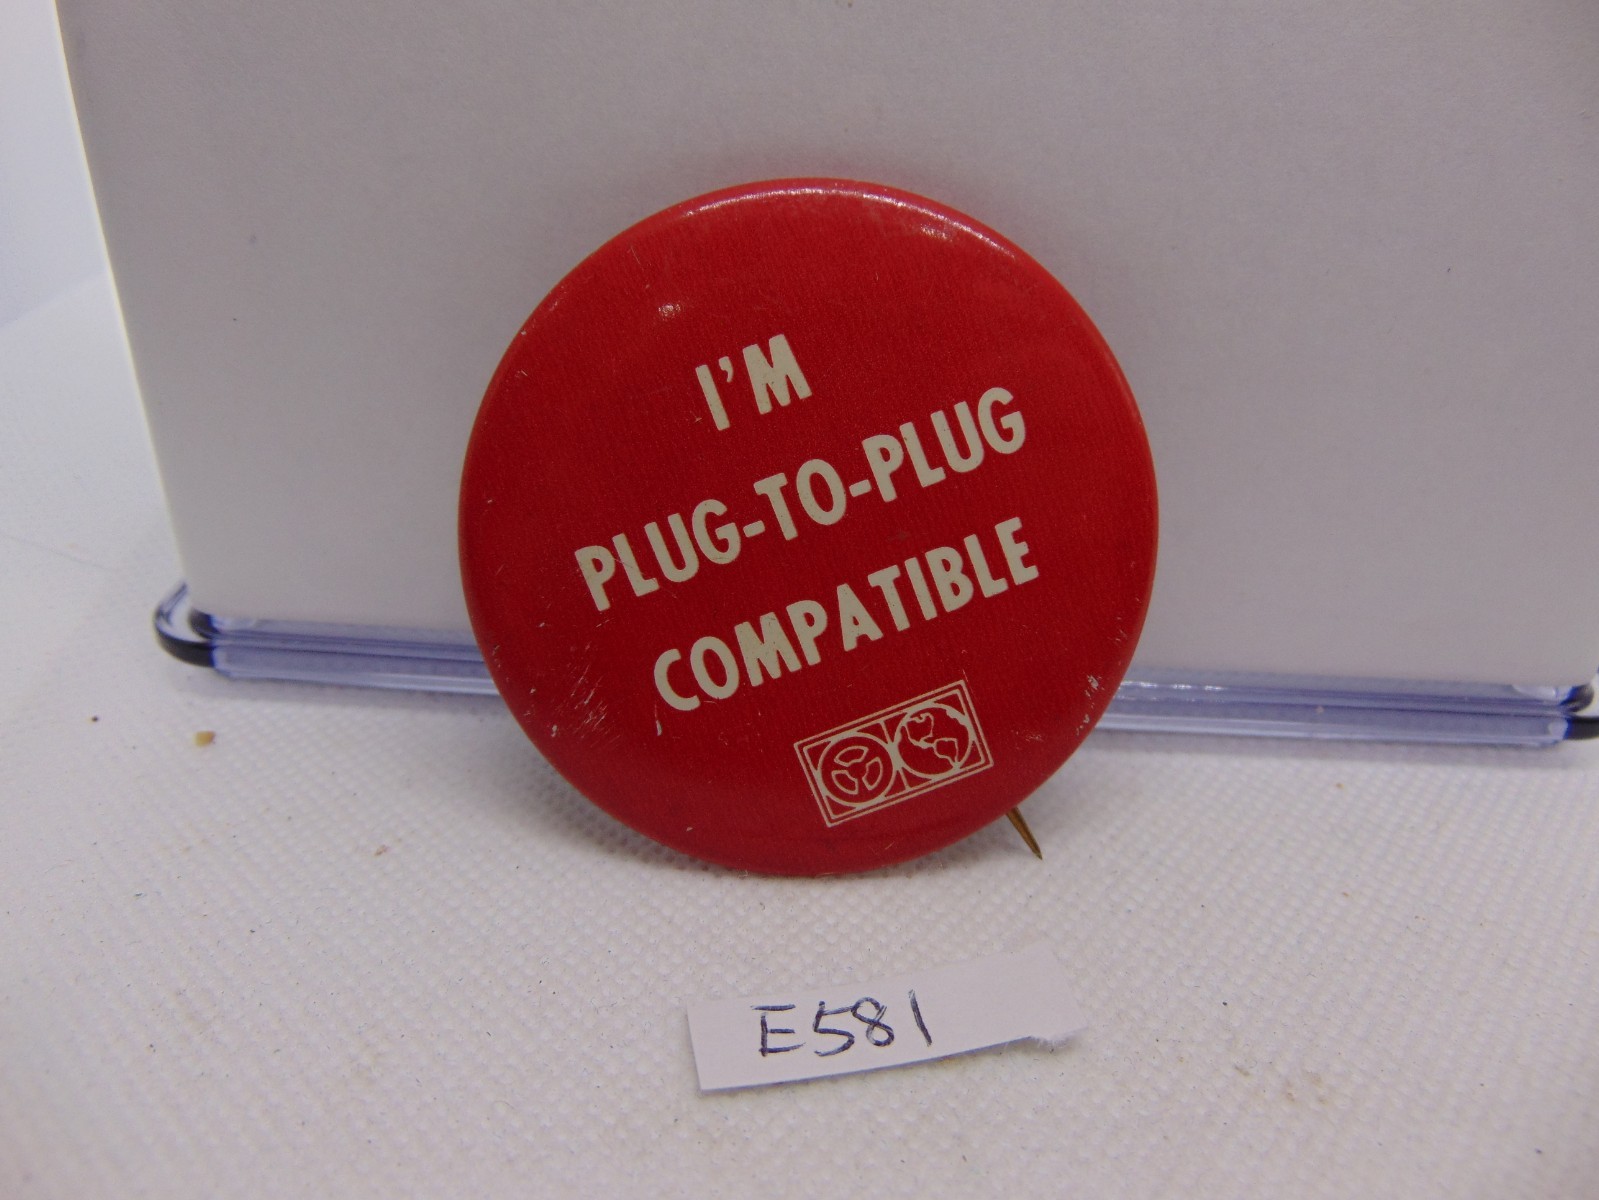 I'M
PLUG-TO-PLUG
COMPATIBLE
E581